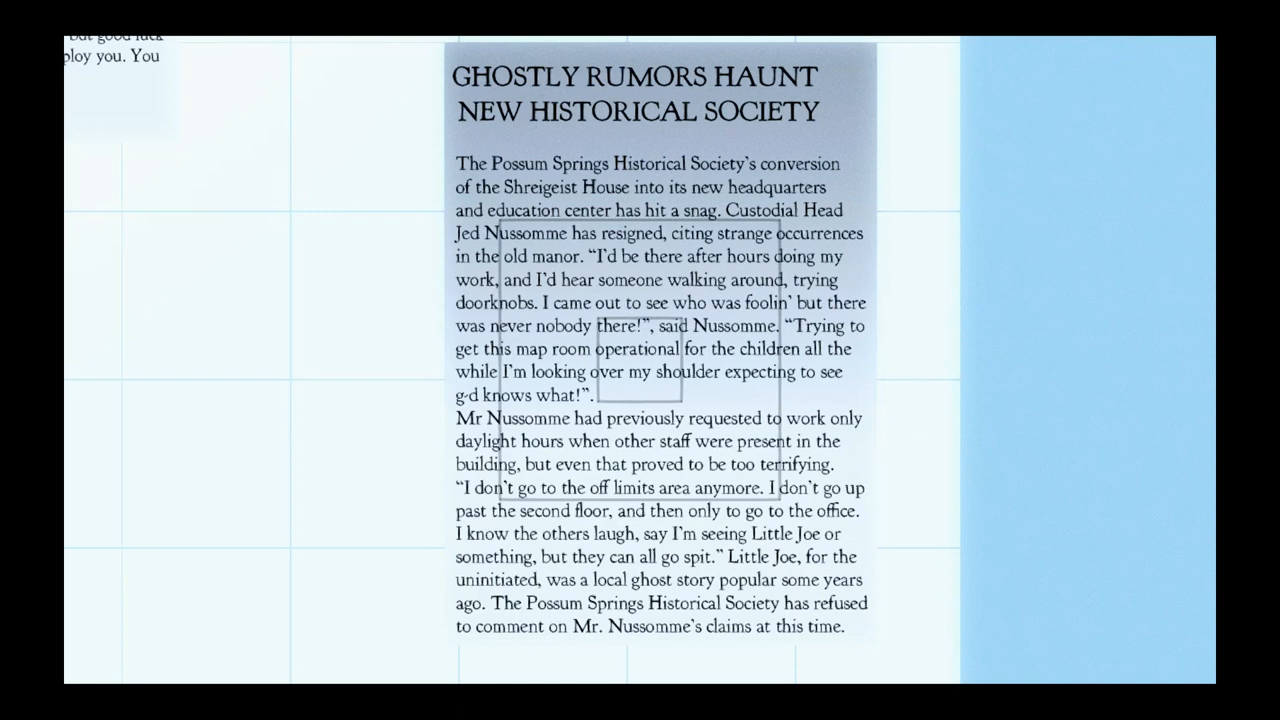 but good luck
ploy you. You
GHOSTLY RUMORS HAUNT
NEW HISTORICAL SOCIETY
The Possum Springs Historical Society's conversion
of the Shreigeist House into its new headquarters
and education center has hit a snag. Custodial Head
Jed Nussomme has resigned, citing strange occurrences
in the old manor. “I'd be there after hours doing my
work, and I'd hear someone walking around, trying
doorknobs. I came out to see who was foolin' but there
was never nobody there!”, said Nussomme. “Trying to
get this map room operational for the children all the
while I'm looking over my shoulder expecting to see
g-d knows what!”.
Mr Nussomme had previously requested to work only
daylight hours when other staff were present in the
building, but even that proved to be too terrifying.
“I don't go to the off limits area anymore. I don't go up
past the second floor, and then only to go to the office.
I know the others laugh, say I'm seeing Little Joe or
something, but they can all go spit.” Little Joe, for the
uninitiated, was a local ghost story popular some years
ago. The Possum Springs Historical Society has refused
to comment on Mr. Nussomme's claims at this time.